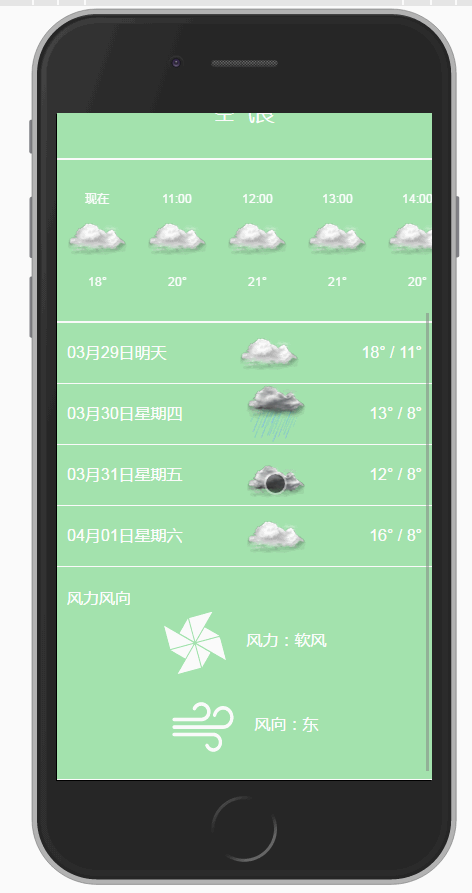 现在 11:00 12:00 13:00 14:00
18° 20° 21° 21° 20°
03月29日明天 18° / 11°
03月30日星期四 13° / 8°
03月31日星期五 12° / 8°
04月01日星期六 16° / 8°
风力风向
风力：软风
风向：东